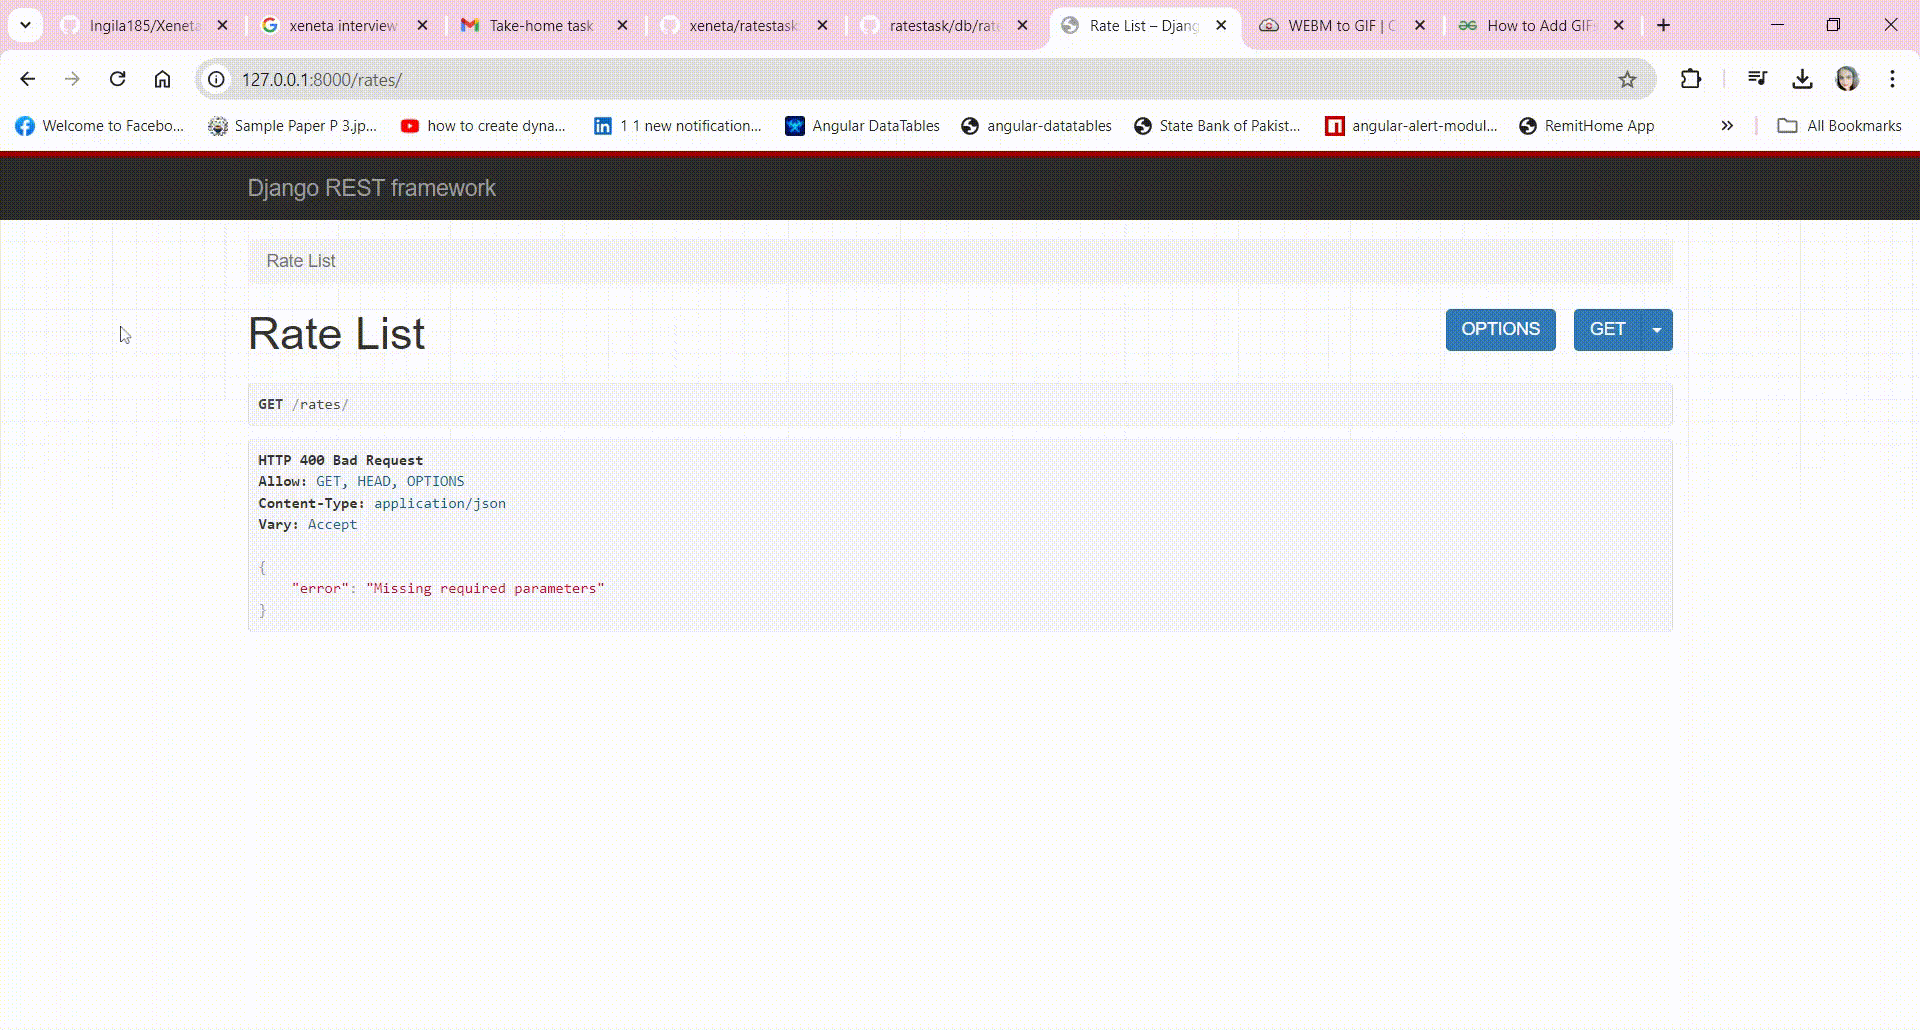 Ingila185/Xeneta
xeneta interview
Take-home task
xeneta/ratestask
ratestask/db/rate
Rate List – Djang
WEBM to GIF | C
How to Add GIFs
127.0.0.1:8000/rates/
Welcome to Facebo...
Sample Paper P 3.jp...
how to create dyna...
1 1 new notification...
Angular DataTables
angular-datatables
State Bank of Pakist...
angular-alert-modul...
RemitHome App
All Bookmarks
Django REST framework
Rate List
Rate List
OPTIONS
GET
GET /rates/
HTTP 400 Bad Request
Allow: GET, HEAD, OPTIONS
Content-Type: application/json
Vary: Accept
{
"error": "Missing required parameters"
}